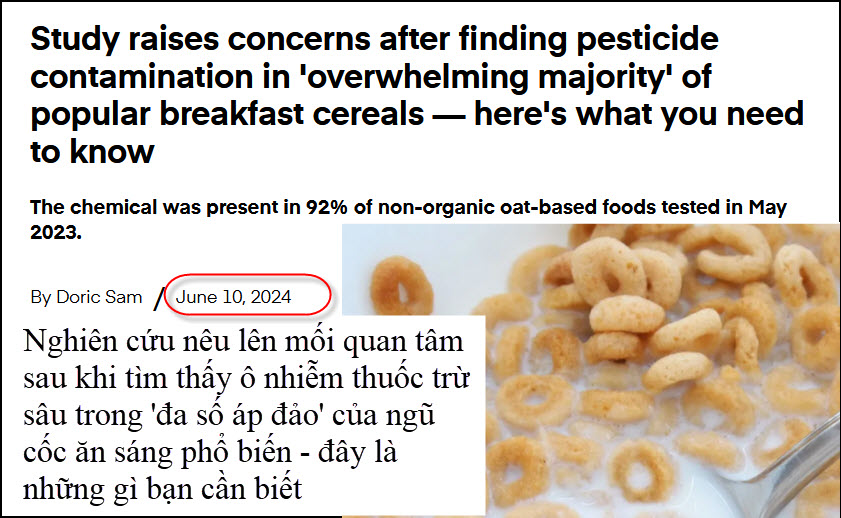 Study raises concerns after finding pesticide
contamination in 'overwhelming majority' of
popular breakfast cereals — here's what you need
to know
The chemical was present in 92% of non-organic oat-based foods tested in May
2023.
By Doric Sam / June 10, 2024
Nghiên cứu nêu lên mối quan tâm
sau khi tìm thấy ô nhiễm thuốc trừ
sâu trong 'đa số áp đảo' của ngũ
cốc ăn sáng phổ biến - đây là
những gì bạn cần biết